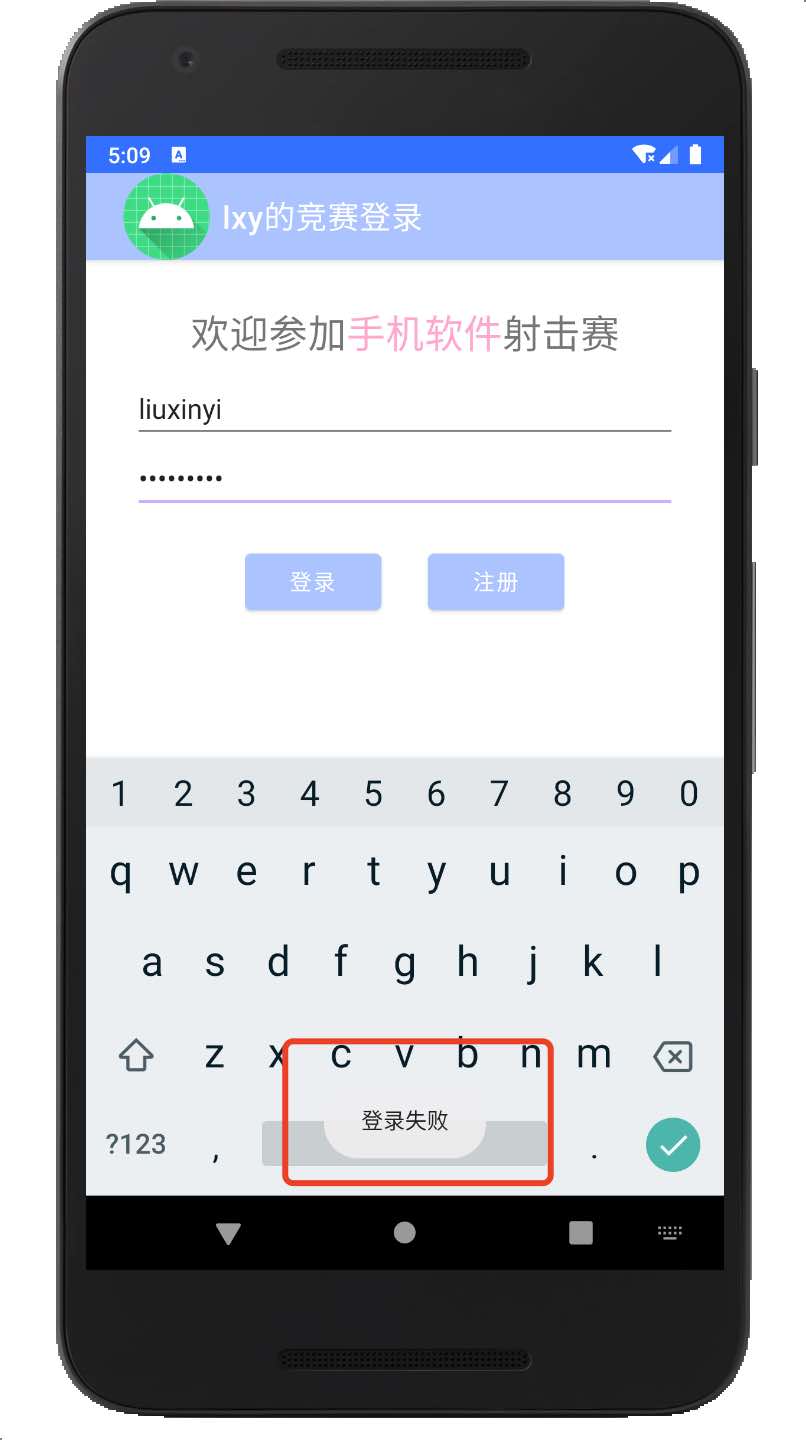 5:09
lxy的竞赛登录
欢迎参加手机软件射击赛
liuxinyi
•••••••••
登录 注册
1 2 3 4 5 6 7 8 9 0
q w e r t y u i o p
a s d f g h j k l
z x c v b n m
登录失败
?123 , .